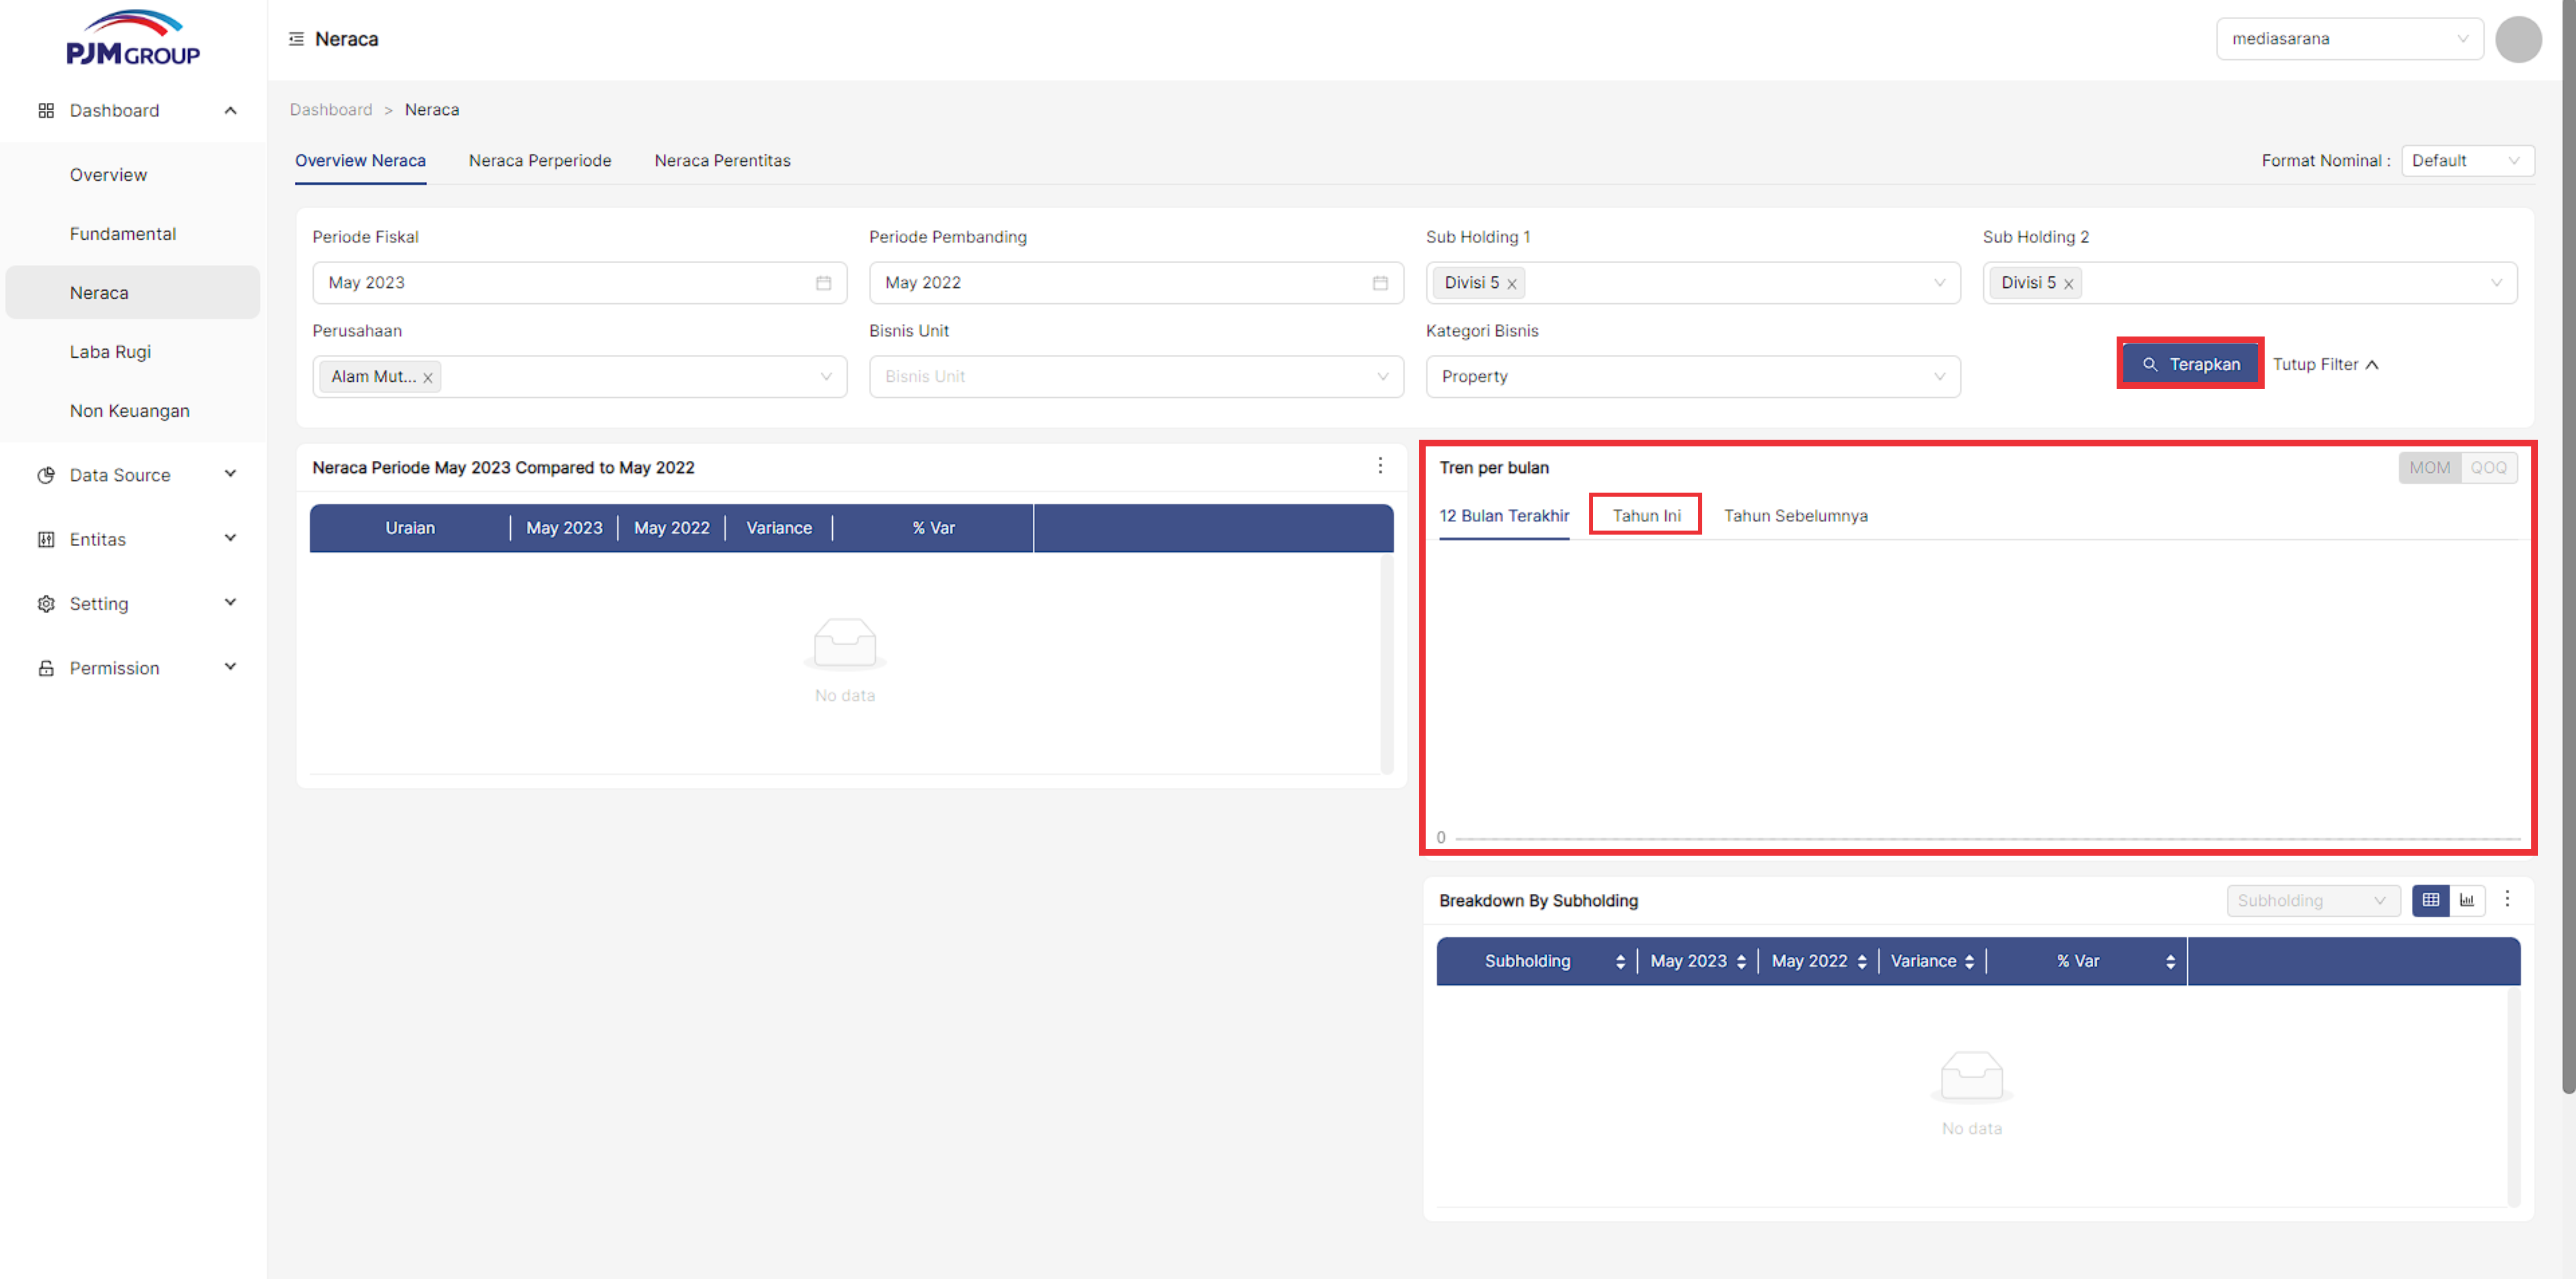 PJM GROUP
Neraca
mediasarana
Dashboard
Overview
Fundamental
Neraca
Laba Rugi
Non Keuangan
Data Source
Entitas
Setting
Permission
Dashboard > Neraca
Overview Neraca Neraca Perperiode Neraca Perentitas
Format Nominal : Default
Periode Fiskal Periode Pembanding Sub Holding 1 Sub Holding 2
May 2023 May 2022 Divisi 5 Divisi 5
Perusahaan Bisnis Unit Kategori Bisnis
Alam Mut... Bisnis Unit Property
Terapkan Tutup Filter
Neraca Periode May 2023 Compared to May 2022
Uraian May 2023 May 2022 Variance % Var
No data
Tren per bulan
MOM QOQ
12 Bulan Terakhir Tahun Ini Tahun Sebelumnya
0
Breakdown By Subholding
Subholding
Subholding May 2023 May 2022 Variance % Var
No data